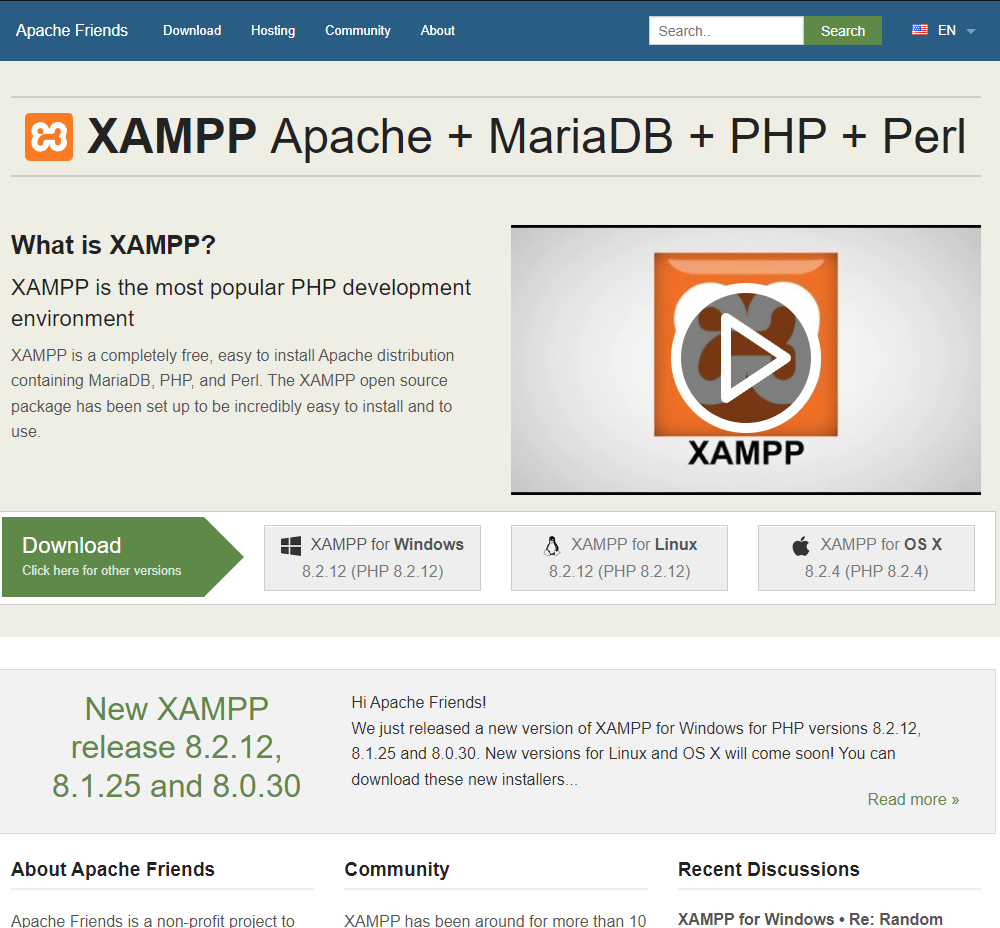 Apache Friends Download Hosting Community About Search.. Search EN
XAMPP Apache + MariaDB + PHP + Perl
What is XAMPP?
XAMPP is the most popular PHP development
environment
XAMPP is a completely free, easy to install Apache distribution
containing MariaDB, PHP, and Perl. The XAMPP open source
package has been set up to be incredibly easy to install and to
use.
XAMPP
Download
Click here for other versions
XAMPP for Windows
8.2.12 (PHP 8.2.12)
XAMPP for Linux
8.2.12 (PHP 8.2.12)
XAMPP for OS X
8.2.4 (PHP 8.2.4)
New XAMPP
release 8.2.12,
8.1.25 and 8.0.30
Hi Apache Friends!
We just released a new version of XAMPP for Windows for PHP versions 8.2.12,
8.1.25 and 8.0.30. New versions for Linux and OS X will come soon! You can
download these new installers...
Read more »
About Apache Friends
Apache Friends is a non-profit project to
Community
XAMPP has been around for more than 10
Recent Discussions
XAMPP for Windows • Re: Random